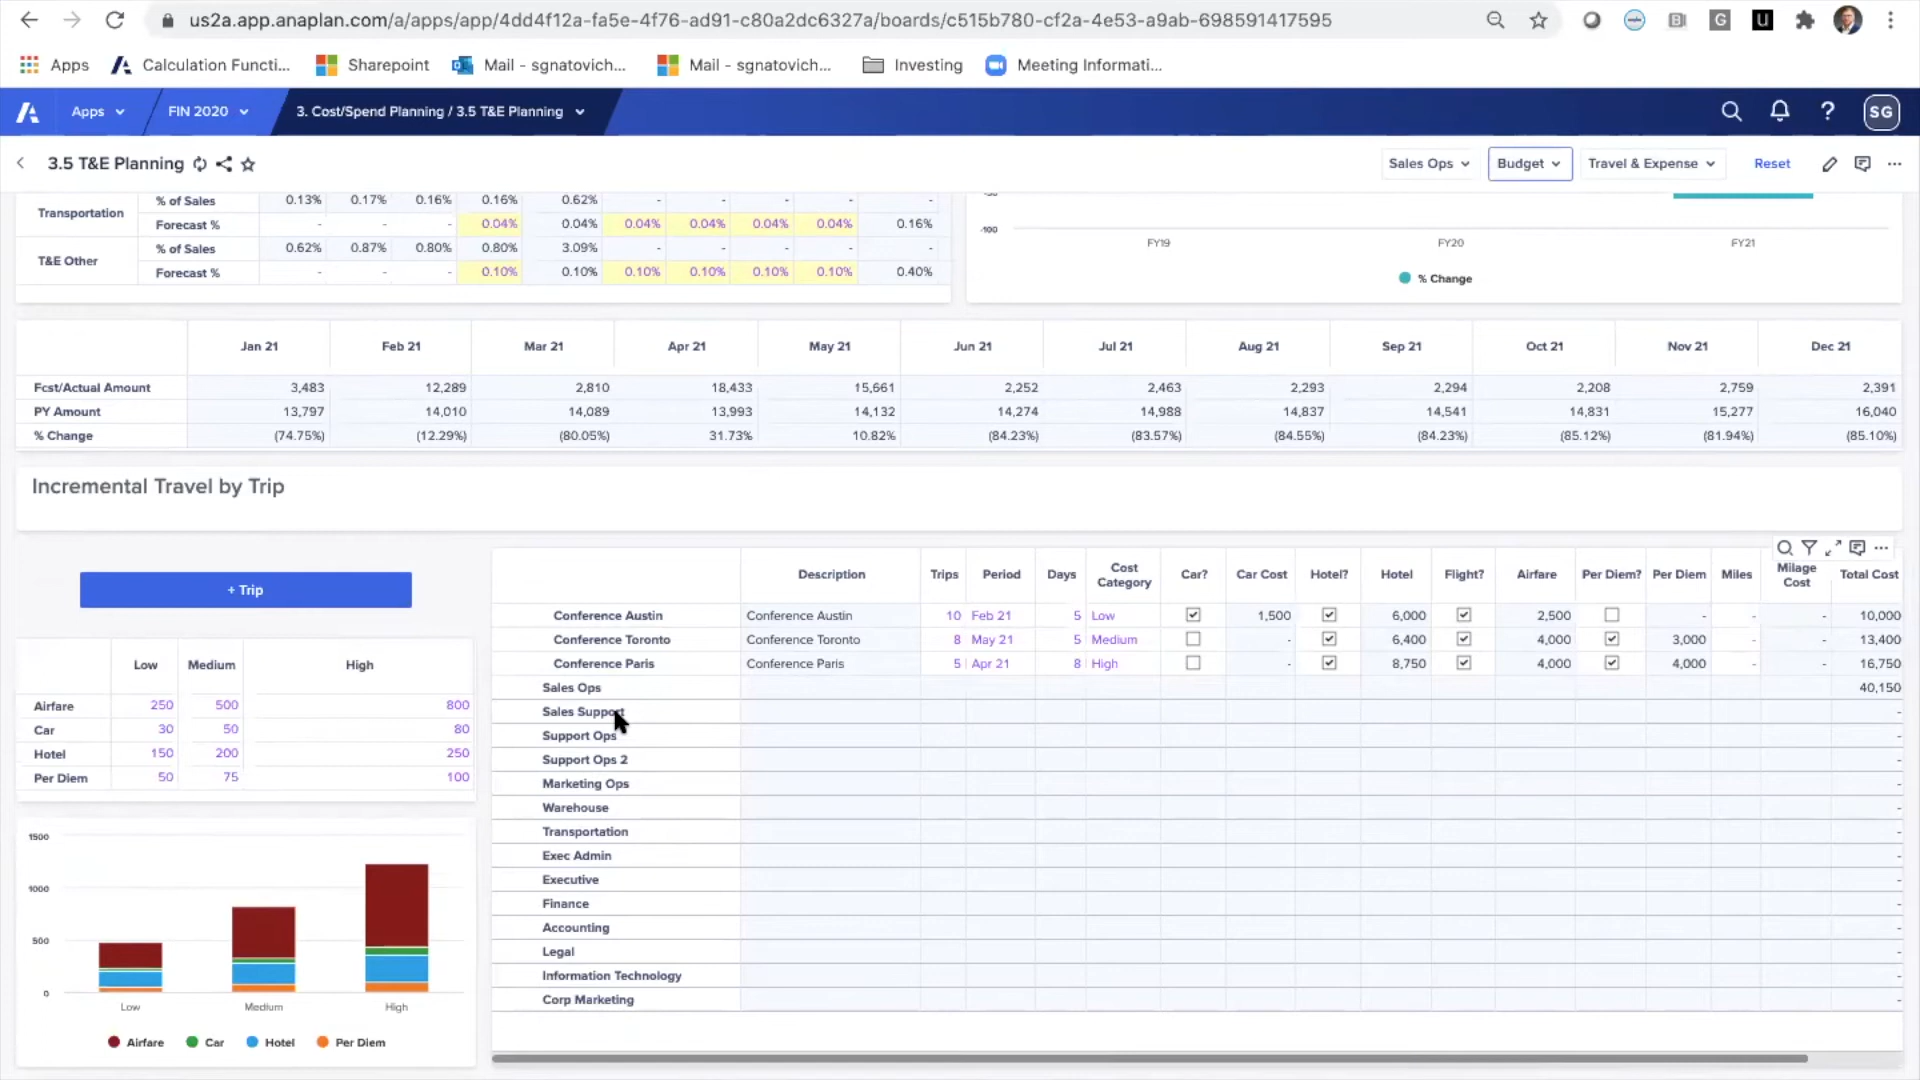 us2a.app.anaplan.com/a/apps/app/4dd4f12a-fa5e-4f76-ad91-c80a2dc6327a/boards/c515b780-cf2a-4e53-a9ab-698591417595
Apps Calculation Functi... Sharepoint Mail - sgnatovich... Mail - sgnatovich... Investing Meeting Informati...
Apps FIN 2020 3. Cost/Spend Planning / 3.5 T&E Planning ? SG
3.5 T&E Planning Sales Ops Budget Travel & Expense Reset
Transportation % of Sales 0.13% 0.17% 0.16% 0.16% 0.62% - - - - -
Forecast % - - - 0.04% 0.04% 0.04% 0.04% 0.04% 0.04% 0.16%
T&E Other % of Sales 0.62% 0.87% 0.80% 0.80% 3.09% - - - - -
Forecast % - - - 0.10% 0.10% 0.10% 0.10% 0.10% 0.10% 0.40%
-100
FY19 FY20 FY21
% Change
Jan 21 Feb 21 Mar 21 Apr 21 May 21 Jun 21 Jul 21 Aug 21 Sep 21 Oct 21 Nov 21 Dec 21
Fcst/Actual Amount 3,483 12,289 2,810 18,433 15,661 2,252 2,463 2,293 2,294 2,208 2,759 2,391
PY Amount 13,797 14,010 14,089 13,993 14,132 14,274 14,988 14,837 14,541 14,831 15,277 16,040
% Change (74.75%) (12.29%) (80.05%) 31.73% 10.82% (84.23%) (83.57%) (84.55%) (84.23%) (85.12%) (81.94%) (85.10%)
Incremental Travel by Trip
+ Trip
Low Medium High
Airfare 250 500 800
Car 30 50 80
Hotel 150 200 250
Per Diem 50 75 100
1500
1000
500
0
Low Medium High
Airfare Car Hotel Per Diem
Description Trips Period Days Cost Category Car? Car Cost Hotel? Hotel Flight? Airfare Per Diem? Per Diem Miles Milage Cost Total Cost
Conference Austin Conference Austin 10 Feb 21 5 Low 1,500 6,000 2,500 - - - 10,000
Conference Toronto Conference Toronto 8 May 21 5 Medium - 6,400 4,000 3,000 - - 13,400
Conference Paris Conference Paris 5 Apr 21 8 High - 8,750 4,000 4,000 - - 16,750
Sales Ops 40,150
Sales Support -
Support Ops -
Support Ops 2 -
Marketing Ops -
Warehouse -
Transportation -
Exec Admin -
Executive -
Finance -
Accounting -
Legal -
Information Technology -
Corp Marketing -